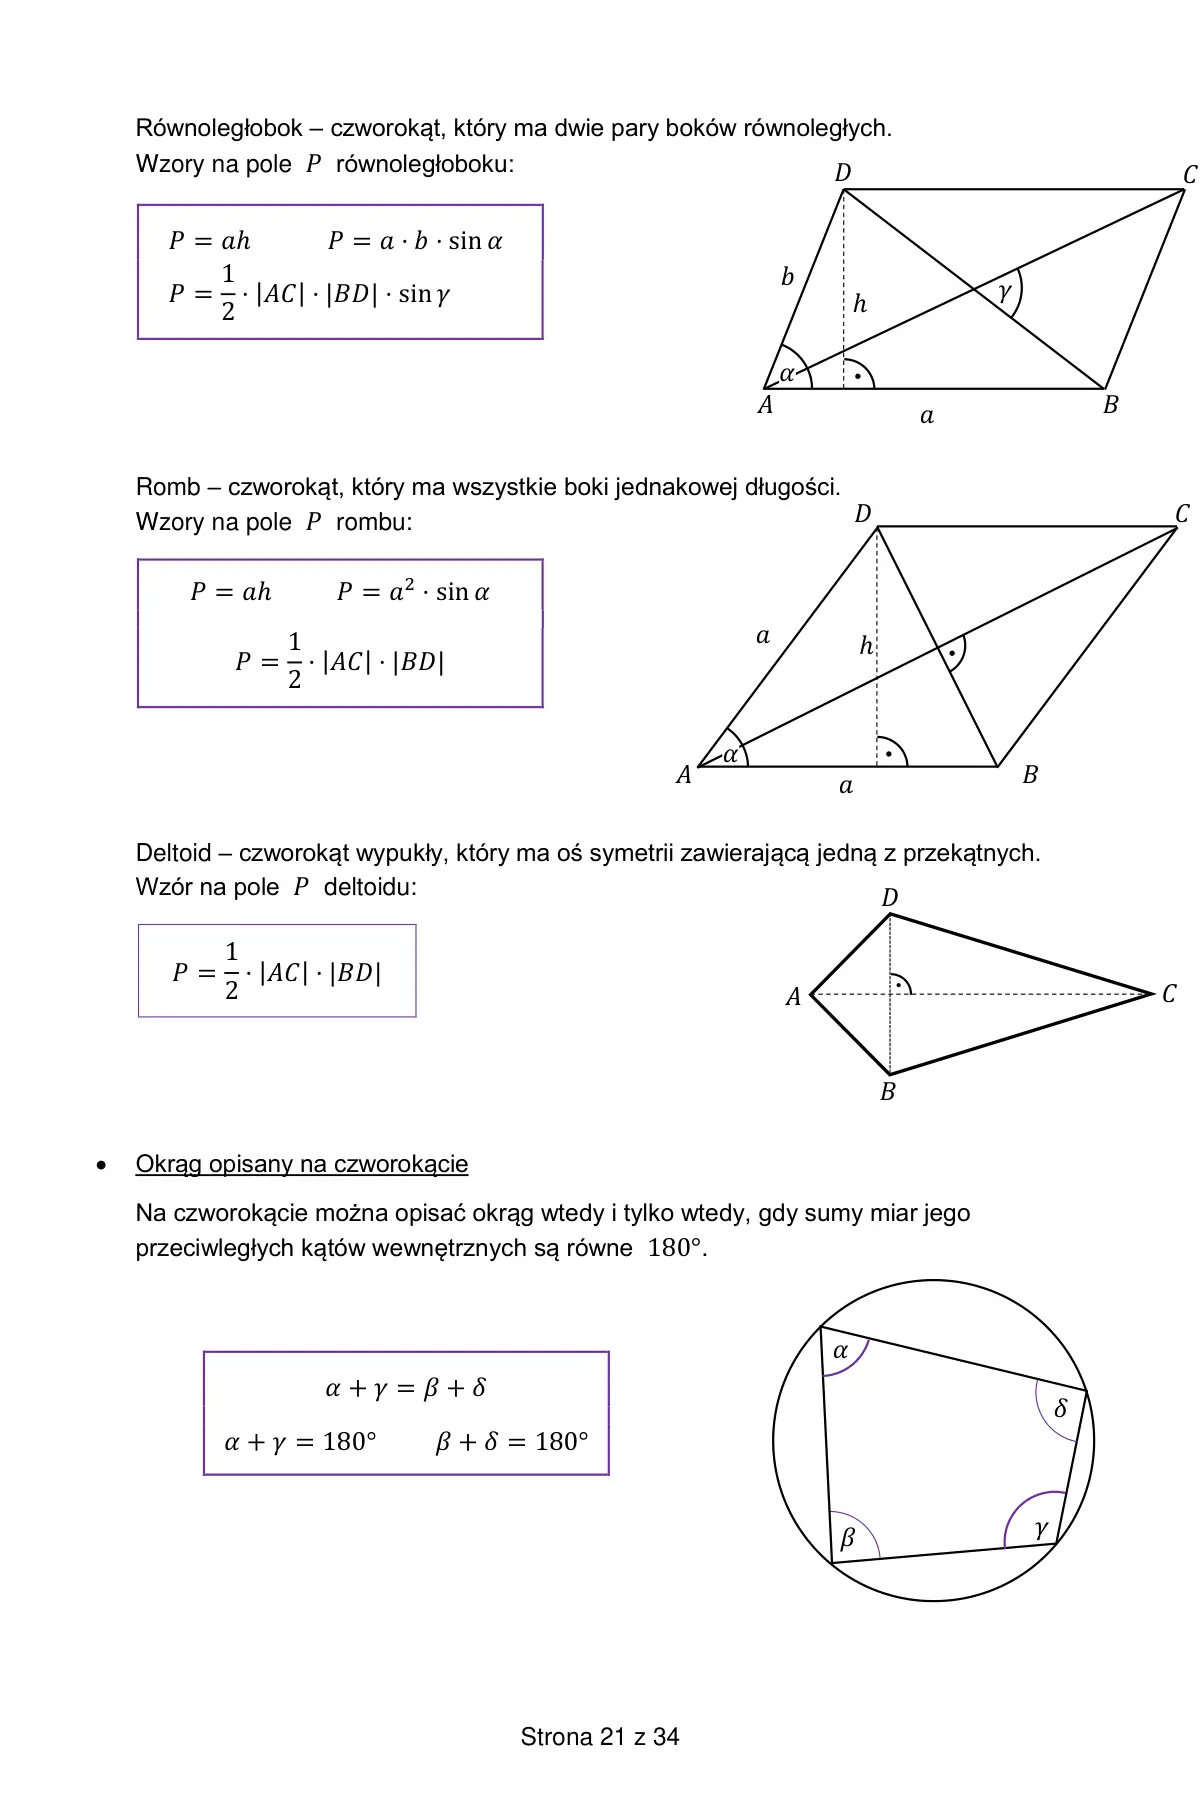 Równoległobok – czworokąt, który ma dwie pary boków równoległych.
Wzory na pole P równoległoboku:
P = ah P = a · b · sin α
P = 1/2 · |AC| · |BD| · sin γ
D C
b h γ
α
A a B
Romb – czworokąt, który ma wszystkie boki jednakowej długości.
Wzory na pole P rombu:
P = ah P = a² · sin α
P = 1/2 · |AC| · |BD|
D C
a h
α
A a B
Deltoid – czworokąt wypukły, który ma oś symetrii zawierającą jedną z przekątnych.
Wzór na pole P deltoidu:
P = 1/2 · |AC| · |BD|
D
A C
B
• Okrąg opisany na czworokącie
Na czworokącie można opisać okrąg wtedy i tylko wtedy, gdy sumy miar jego
przeciwległych kątów wewnętrznych są równe 180°.
α + γ = β + δ
α + γ = 180° β + δ = 180°
α
δ
β γ
Strona 21 z 34